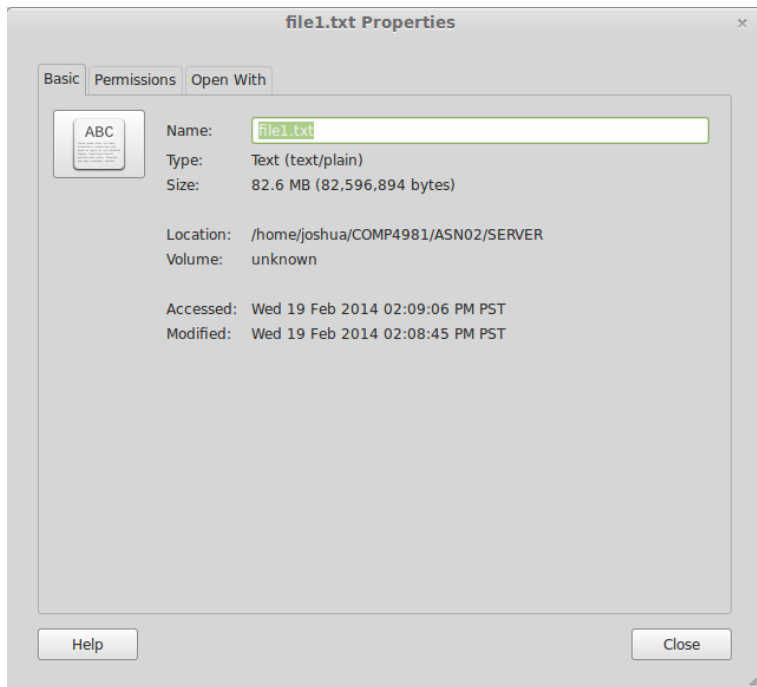 file1.txt Properties
Basic Permissions Open With
ABC
Name: file1.txt
Type: Text (text/plain)
Size: 82.6 MB (82,596,894 bytes)
Location: /home/joshua/COMP4981/ASN02/SERVER
Volume: unknown
Accessed: Wed 19 Feb 2014 02:09:06 PM PST
Modified: Wed 19 Feb 2014 02:08:45 PM PST
Help Close